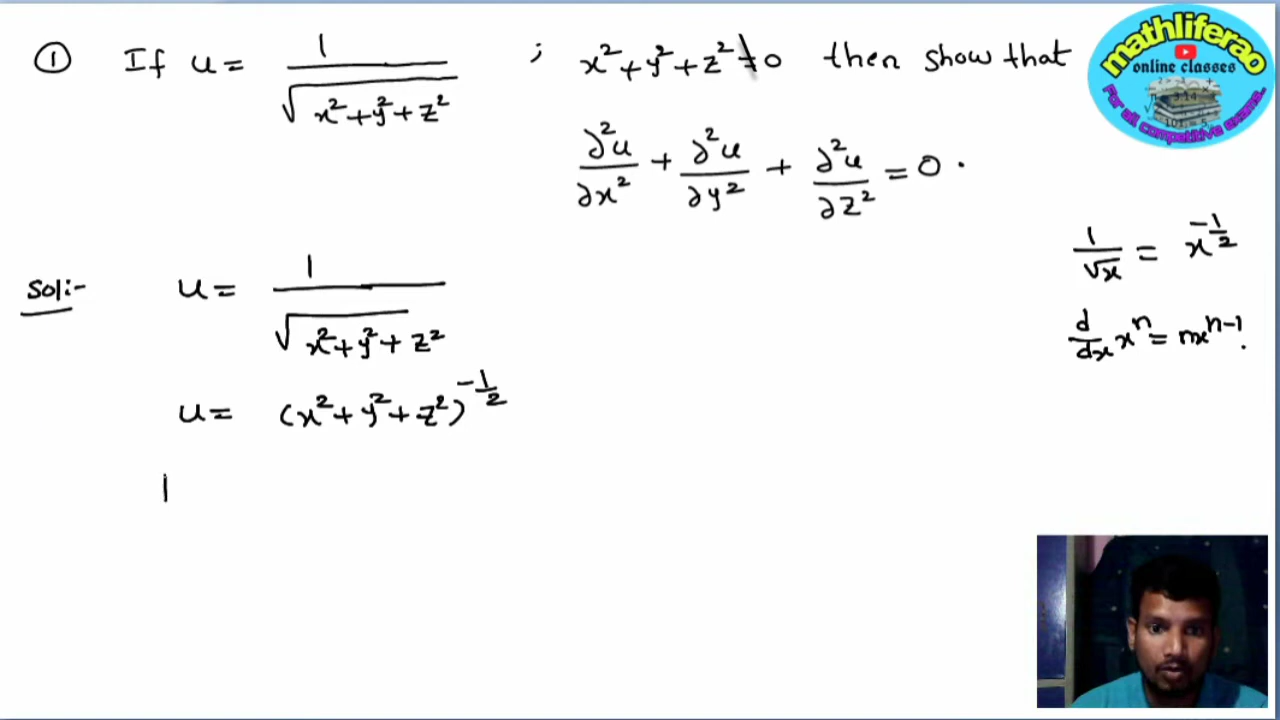 ① If u = 1/√(x²+y²+z²) ; x²+y²+z² ≠ 0 then show that
∂²u/∂x² + ∂²u/∂y² + ∂²u/∂z² = 0 .
Sol:- u = 1/√(x²+y²+z²)
u = (x²+y²+z²)^(-1/2)
1/√x = x^(-1/2)
d/dx x^n = nx^(n-1).
mathliferao
online classes
For all competitive exams.